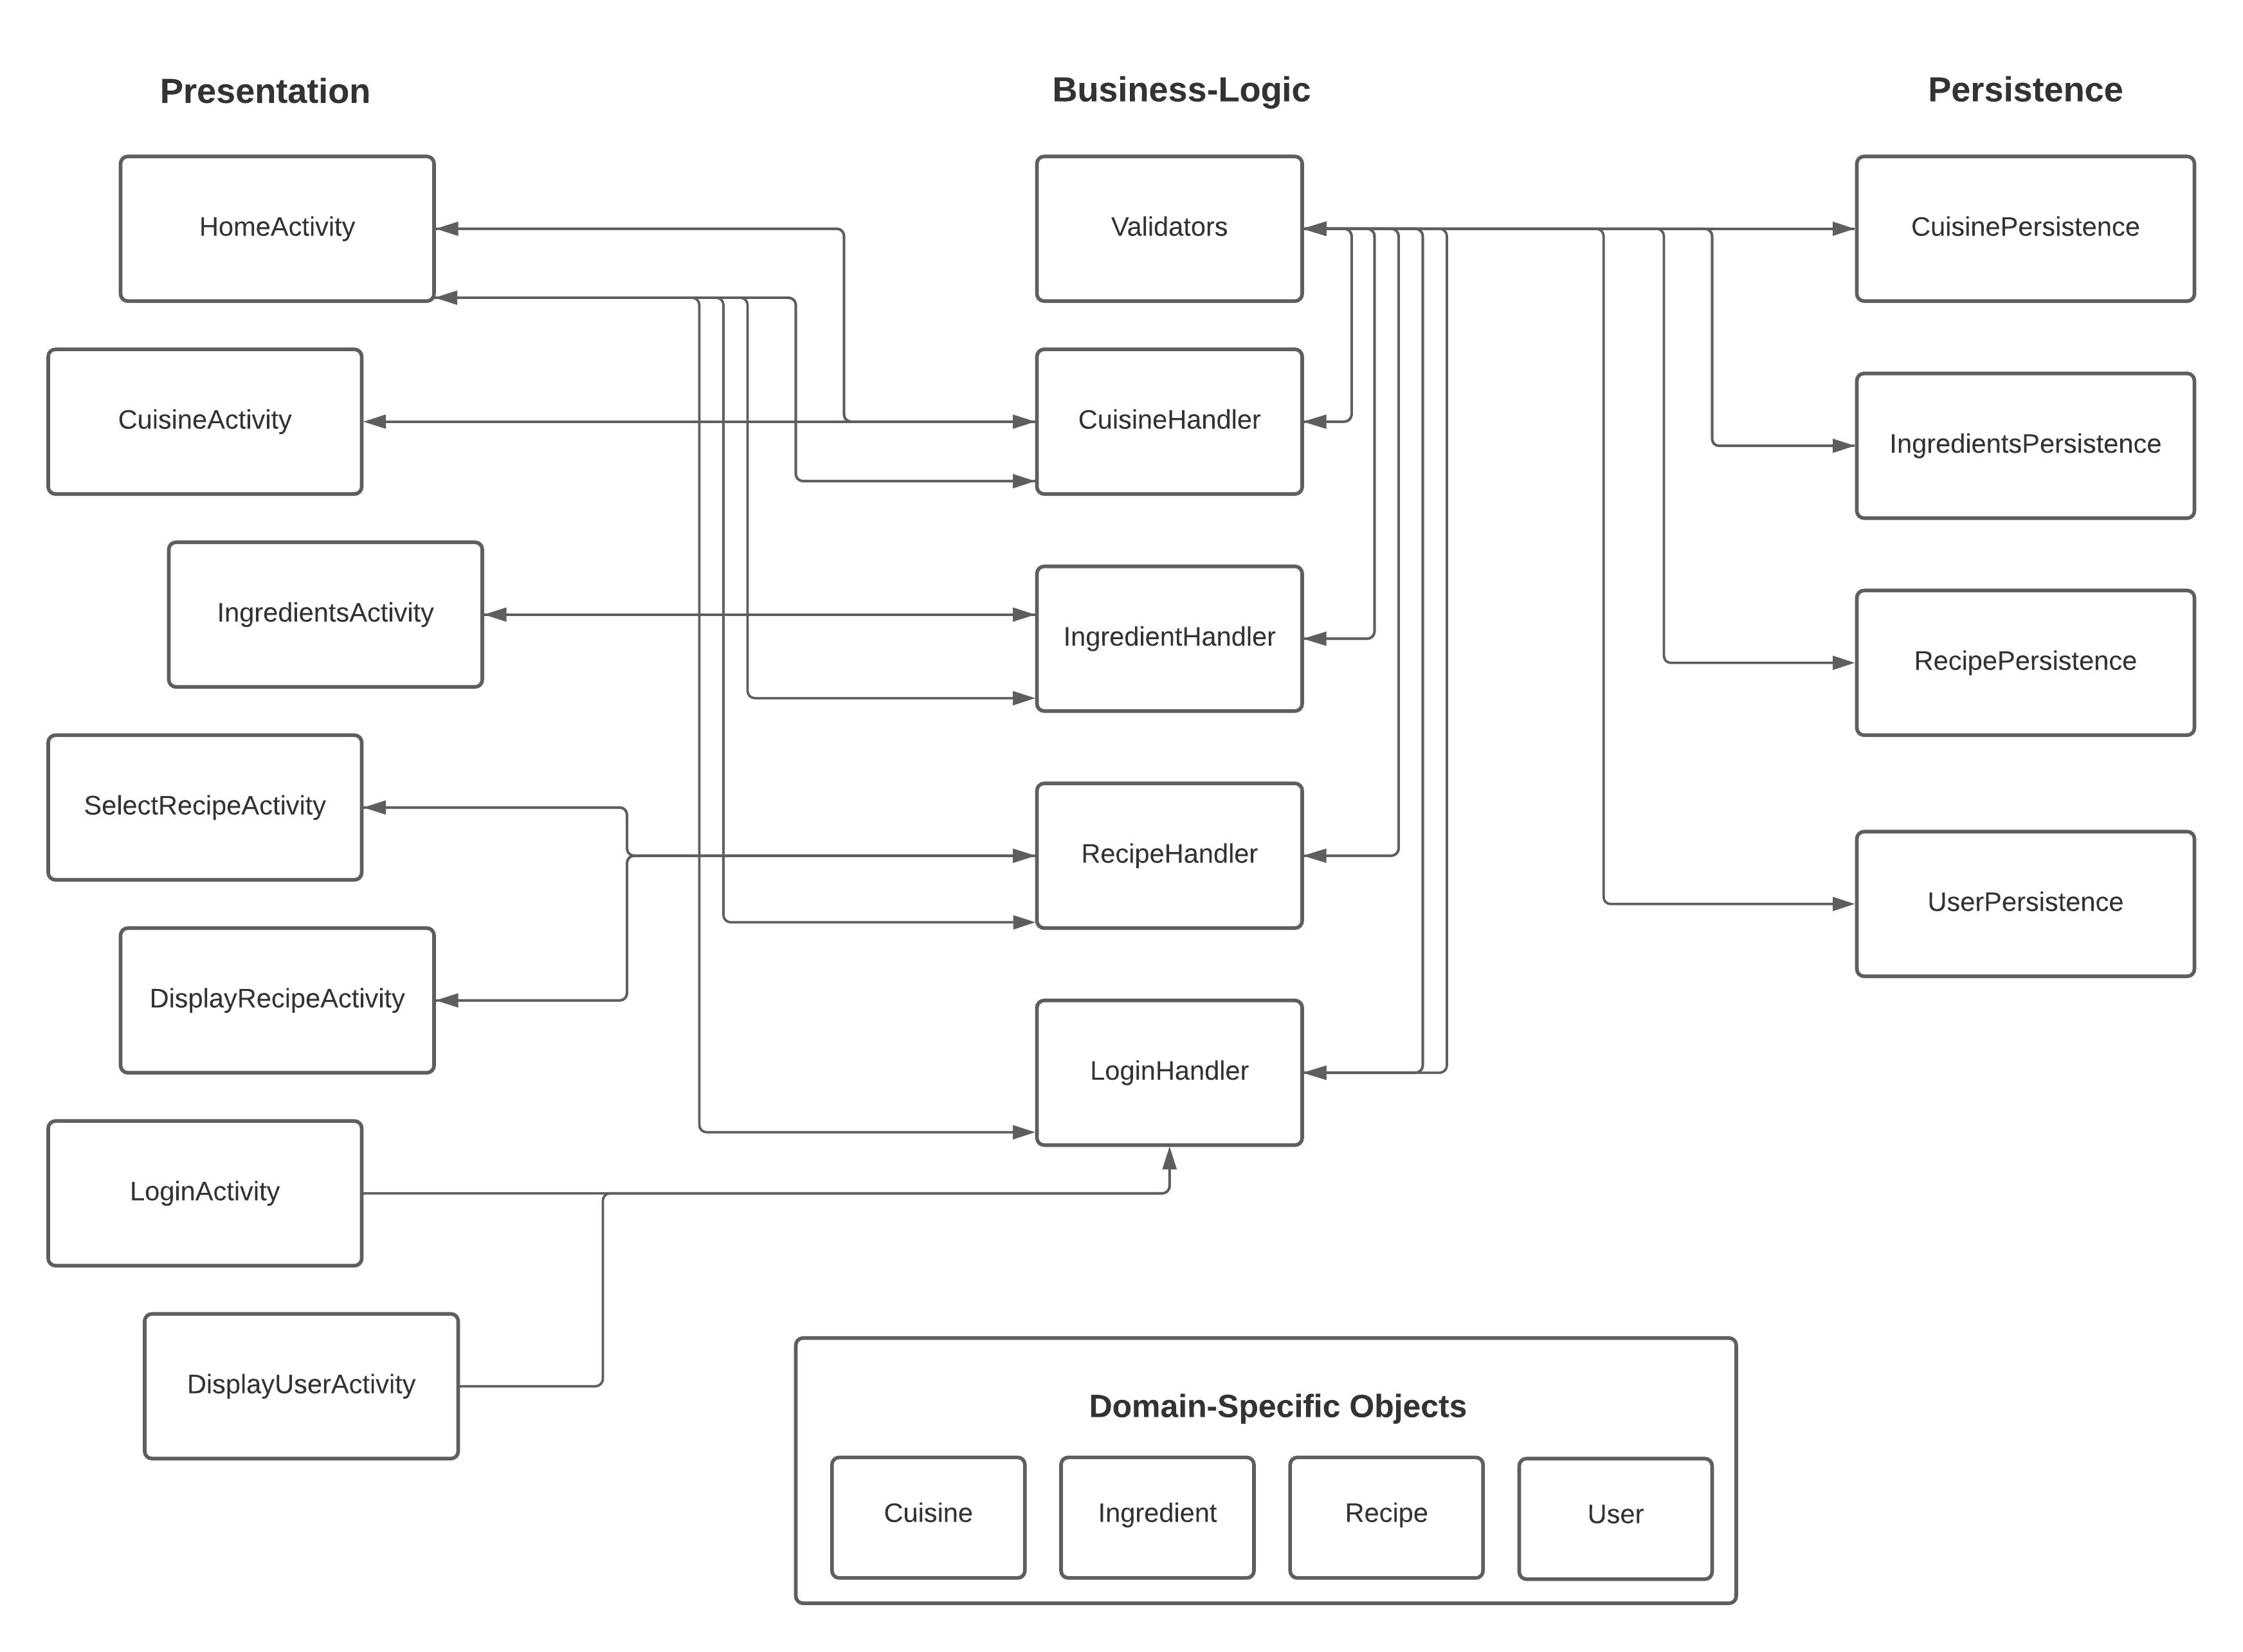 Presentation
Business-Logic
Persistence
HomeActivity
Validators
CuisinePersistence
CuisineActivity
CuisineHandler
IngredientsPersistence
IngredientsActivity
IngredientHandler
RecipePersistence
SelectRecipeActivity
RecipeHandler
UserPersistence
DisplayRecipeActivity
LoginHandler
LoginActivity
DisplayUserActivity
Domain-Specific Objects
Cuisine
Ingredient
Recipe
User